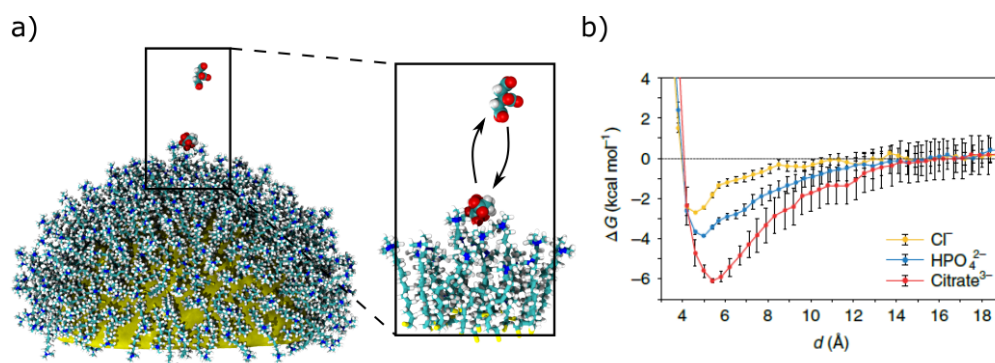 a)
b)
4
2
0
−2
−4
−6
ΔG (kcal mol⁻¹)
Cl⁻
HPO₄²⁻
Citrate³⁻
4 6 8 10 12 14 16 18
d (Å)